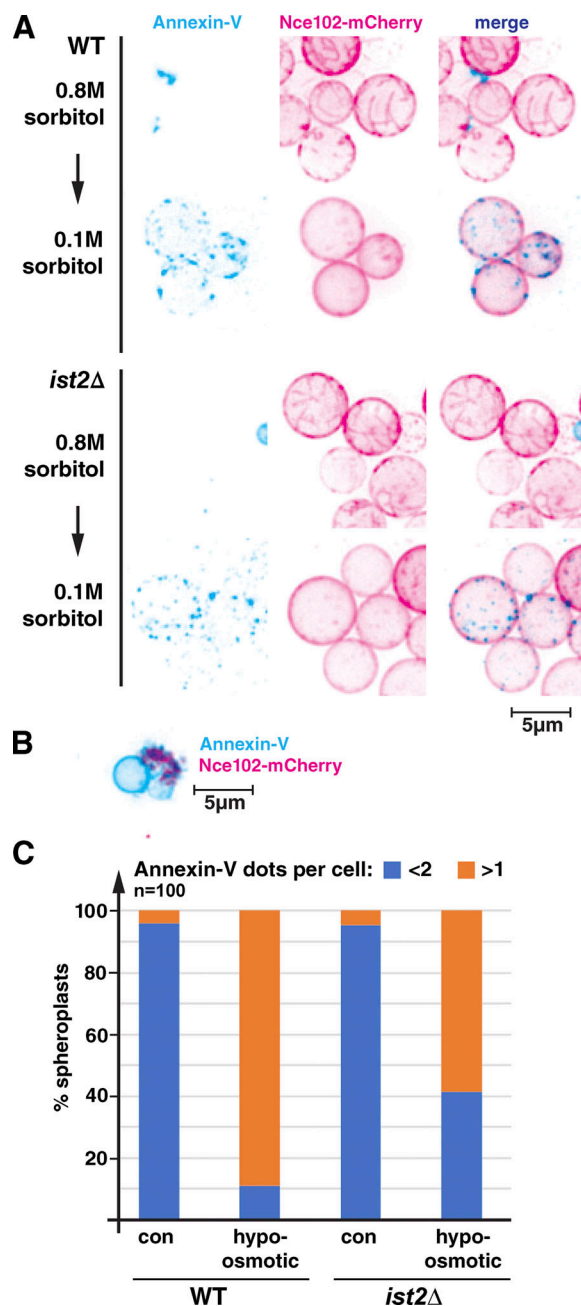 A
Annexin-V
Nce102-mCherry
merge
WT
0.8M
sorbitol
0.1M
sorbitol
ist2Δ
0.8M
sorbitol
0.1M
sorbitol
5µm
B
Annexin-V
Nce102-mCherry
5µm
*
C
Annexin-V dots per cell: <2 >1
n=100
% spheroplasts
100
80
60
40
20
con
hypo-
osmotic
con
hypo-
osmotic
WT
ist2Δ